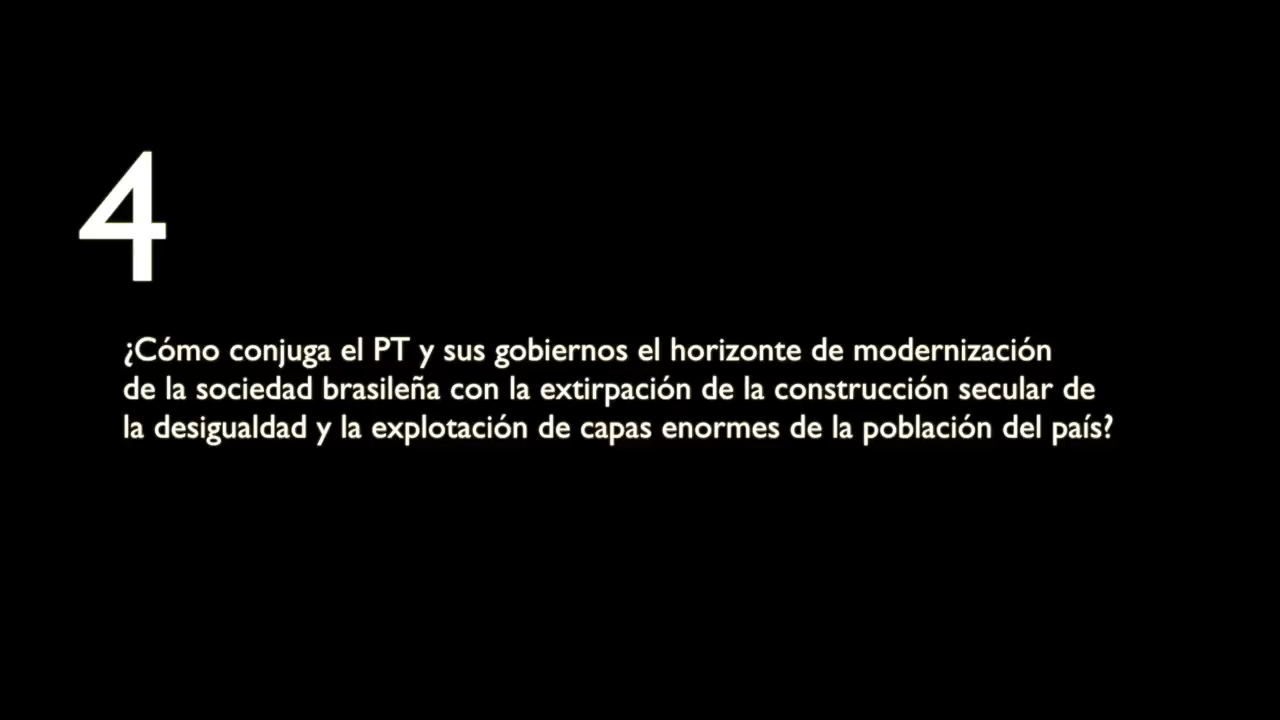 4
¿Cómo conjuga el PT y sus gobiernos el horizonte de modernización
de la sociedad brasileña con la extirpación de la construcción secular de
la desigualdad y la explotación de capas enormes de la población del país?